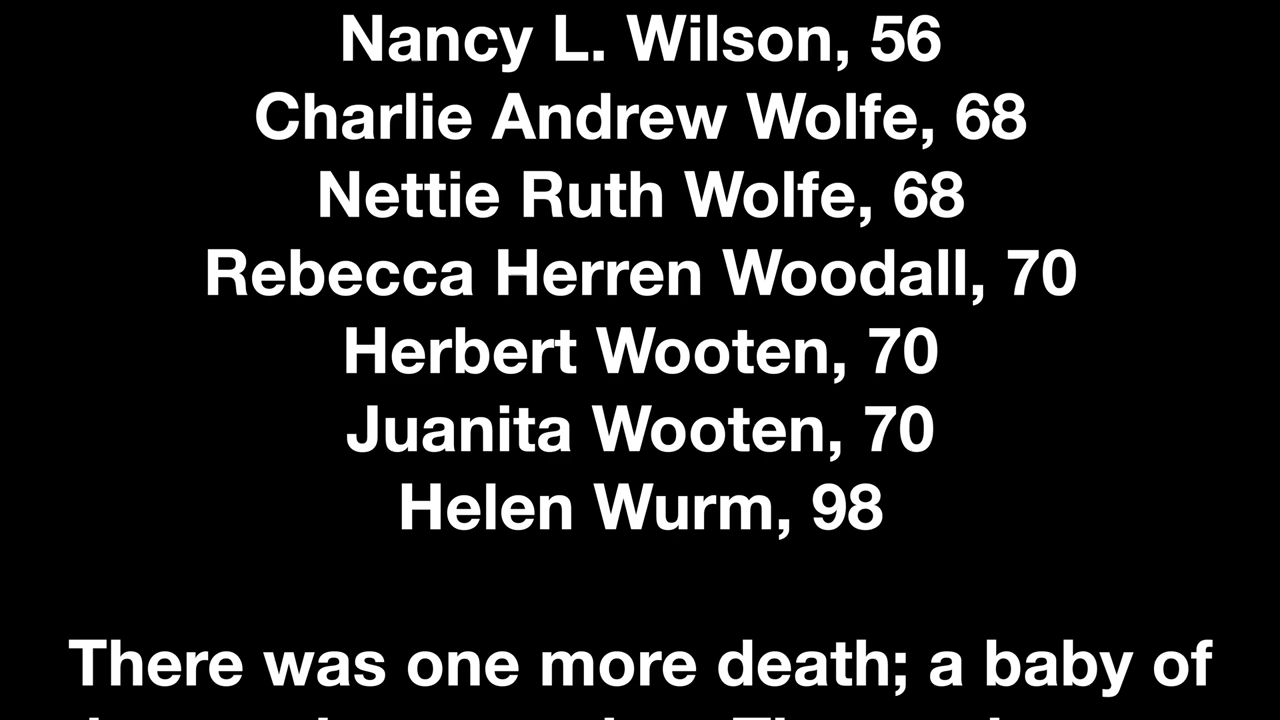 Nancy L. Wilson, 56
Charlie Andrew Wolfe, 68
Nettie Ruth Wolfe, 68
Rebecca Herren Woodall, 70
Herbert Wooten, 70
Juanita Wooten, 70
Helen Wurm, 98
There was one more death; a baby of